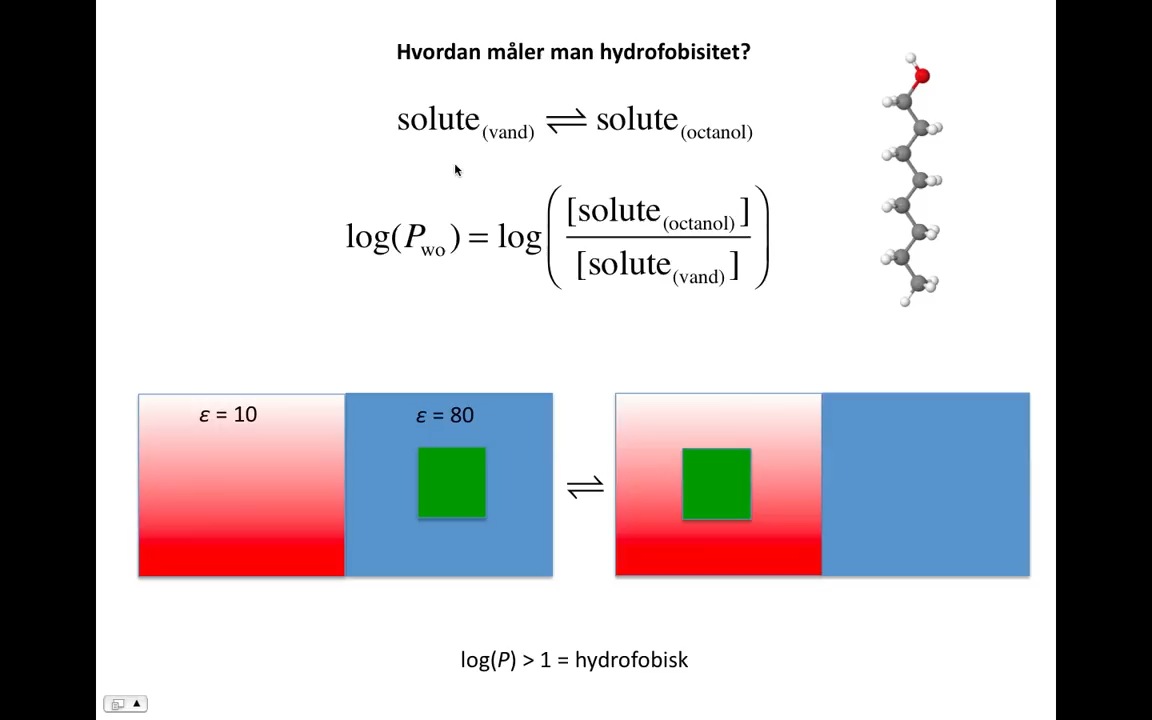 Hvordan måler man hydrofobisitet?
solute(vand) ⇌ solute(octanol)
log(Pwo) = log([solute(octanol)] / [solute(vand)])
ε = 10 ε = 80
⇌
log(P) > 1 = hydrofobisk